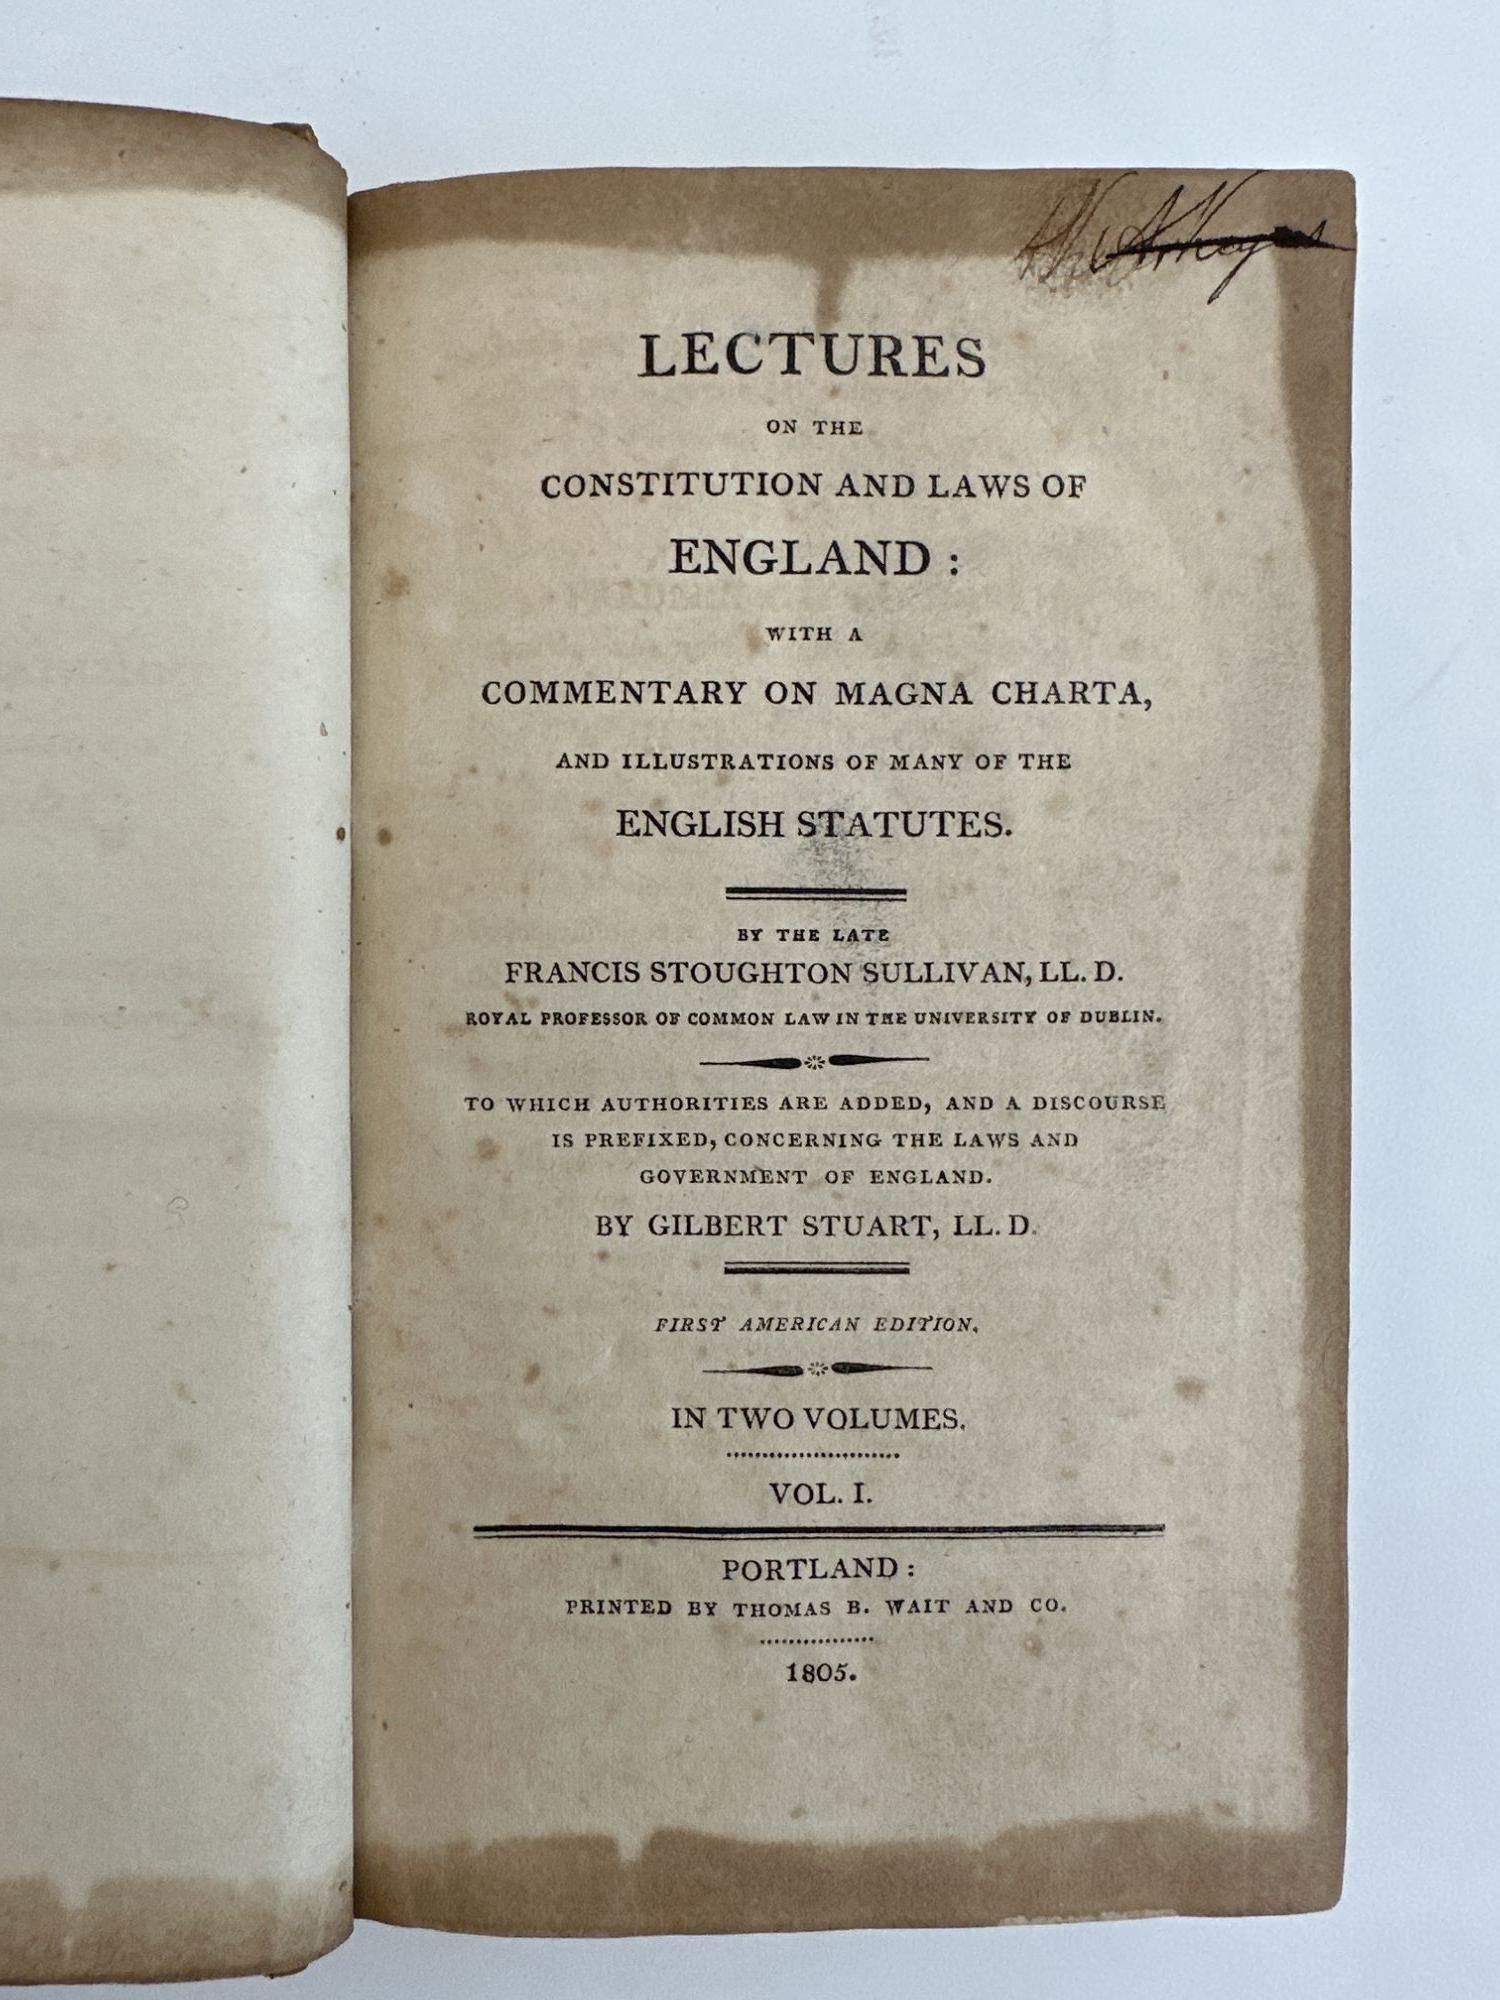 LECTURES
ON THE
CONSTITUTION AND LAWS OF
ENGLAND :
WITH A
COMMENTARY ON MAGNA CHARTA,
AND ILLUSTRATIONS OF MANY OF THE
ENGLISH STATUTES.
BY THE LATE
FRANCIS STOUGHTON SULLIVAN, LL. D.
ROYAL PROFESSOR OF COMMON LAW IN THE UNIVERSITY OF DUBLIN.
TO WHICH AUTHORITIES ARE ADDED, AND A DISCOURSE
IS PREFIXED, CONCERNING THE LAWS AND
GOVERNMENT OF ENGLAND.
BY GILBERT STUART, LL. D.
FIRST AMERICAN EDITION.
IN TWO VOLUMES.
VOL. I.
PORTLAND :
PRINTED BY THOMAS B. WAIT AND CO.
1805.